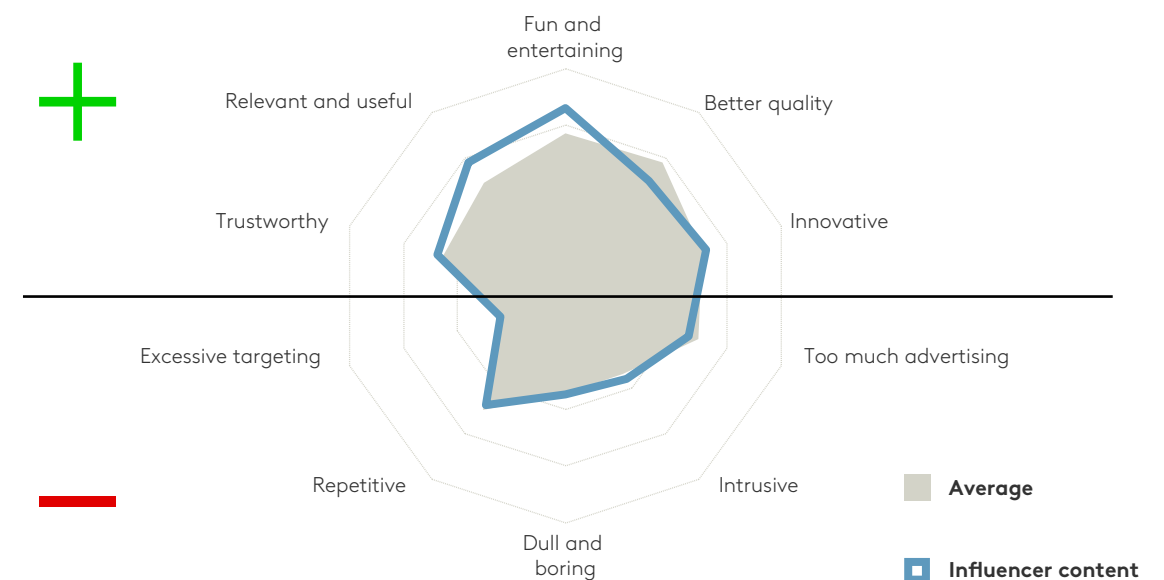 Fun and
entertaining
Relevant and useful
Better quality
Trustworthy
Innovative
Excessive targeting
Too much advertising
Repetitive
Intrusive
Average
Dull and
boring
Influencer content